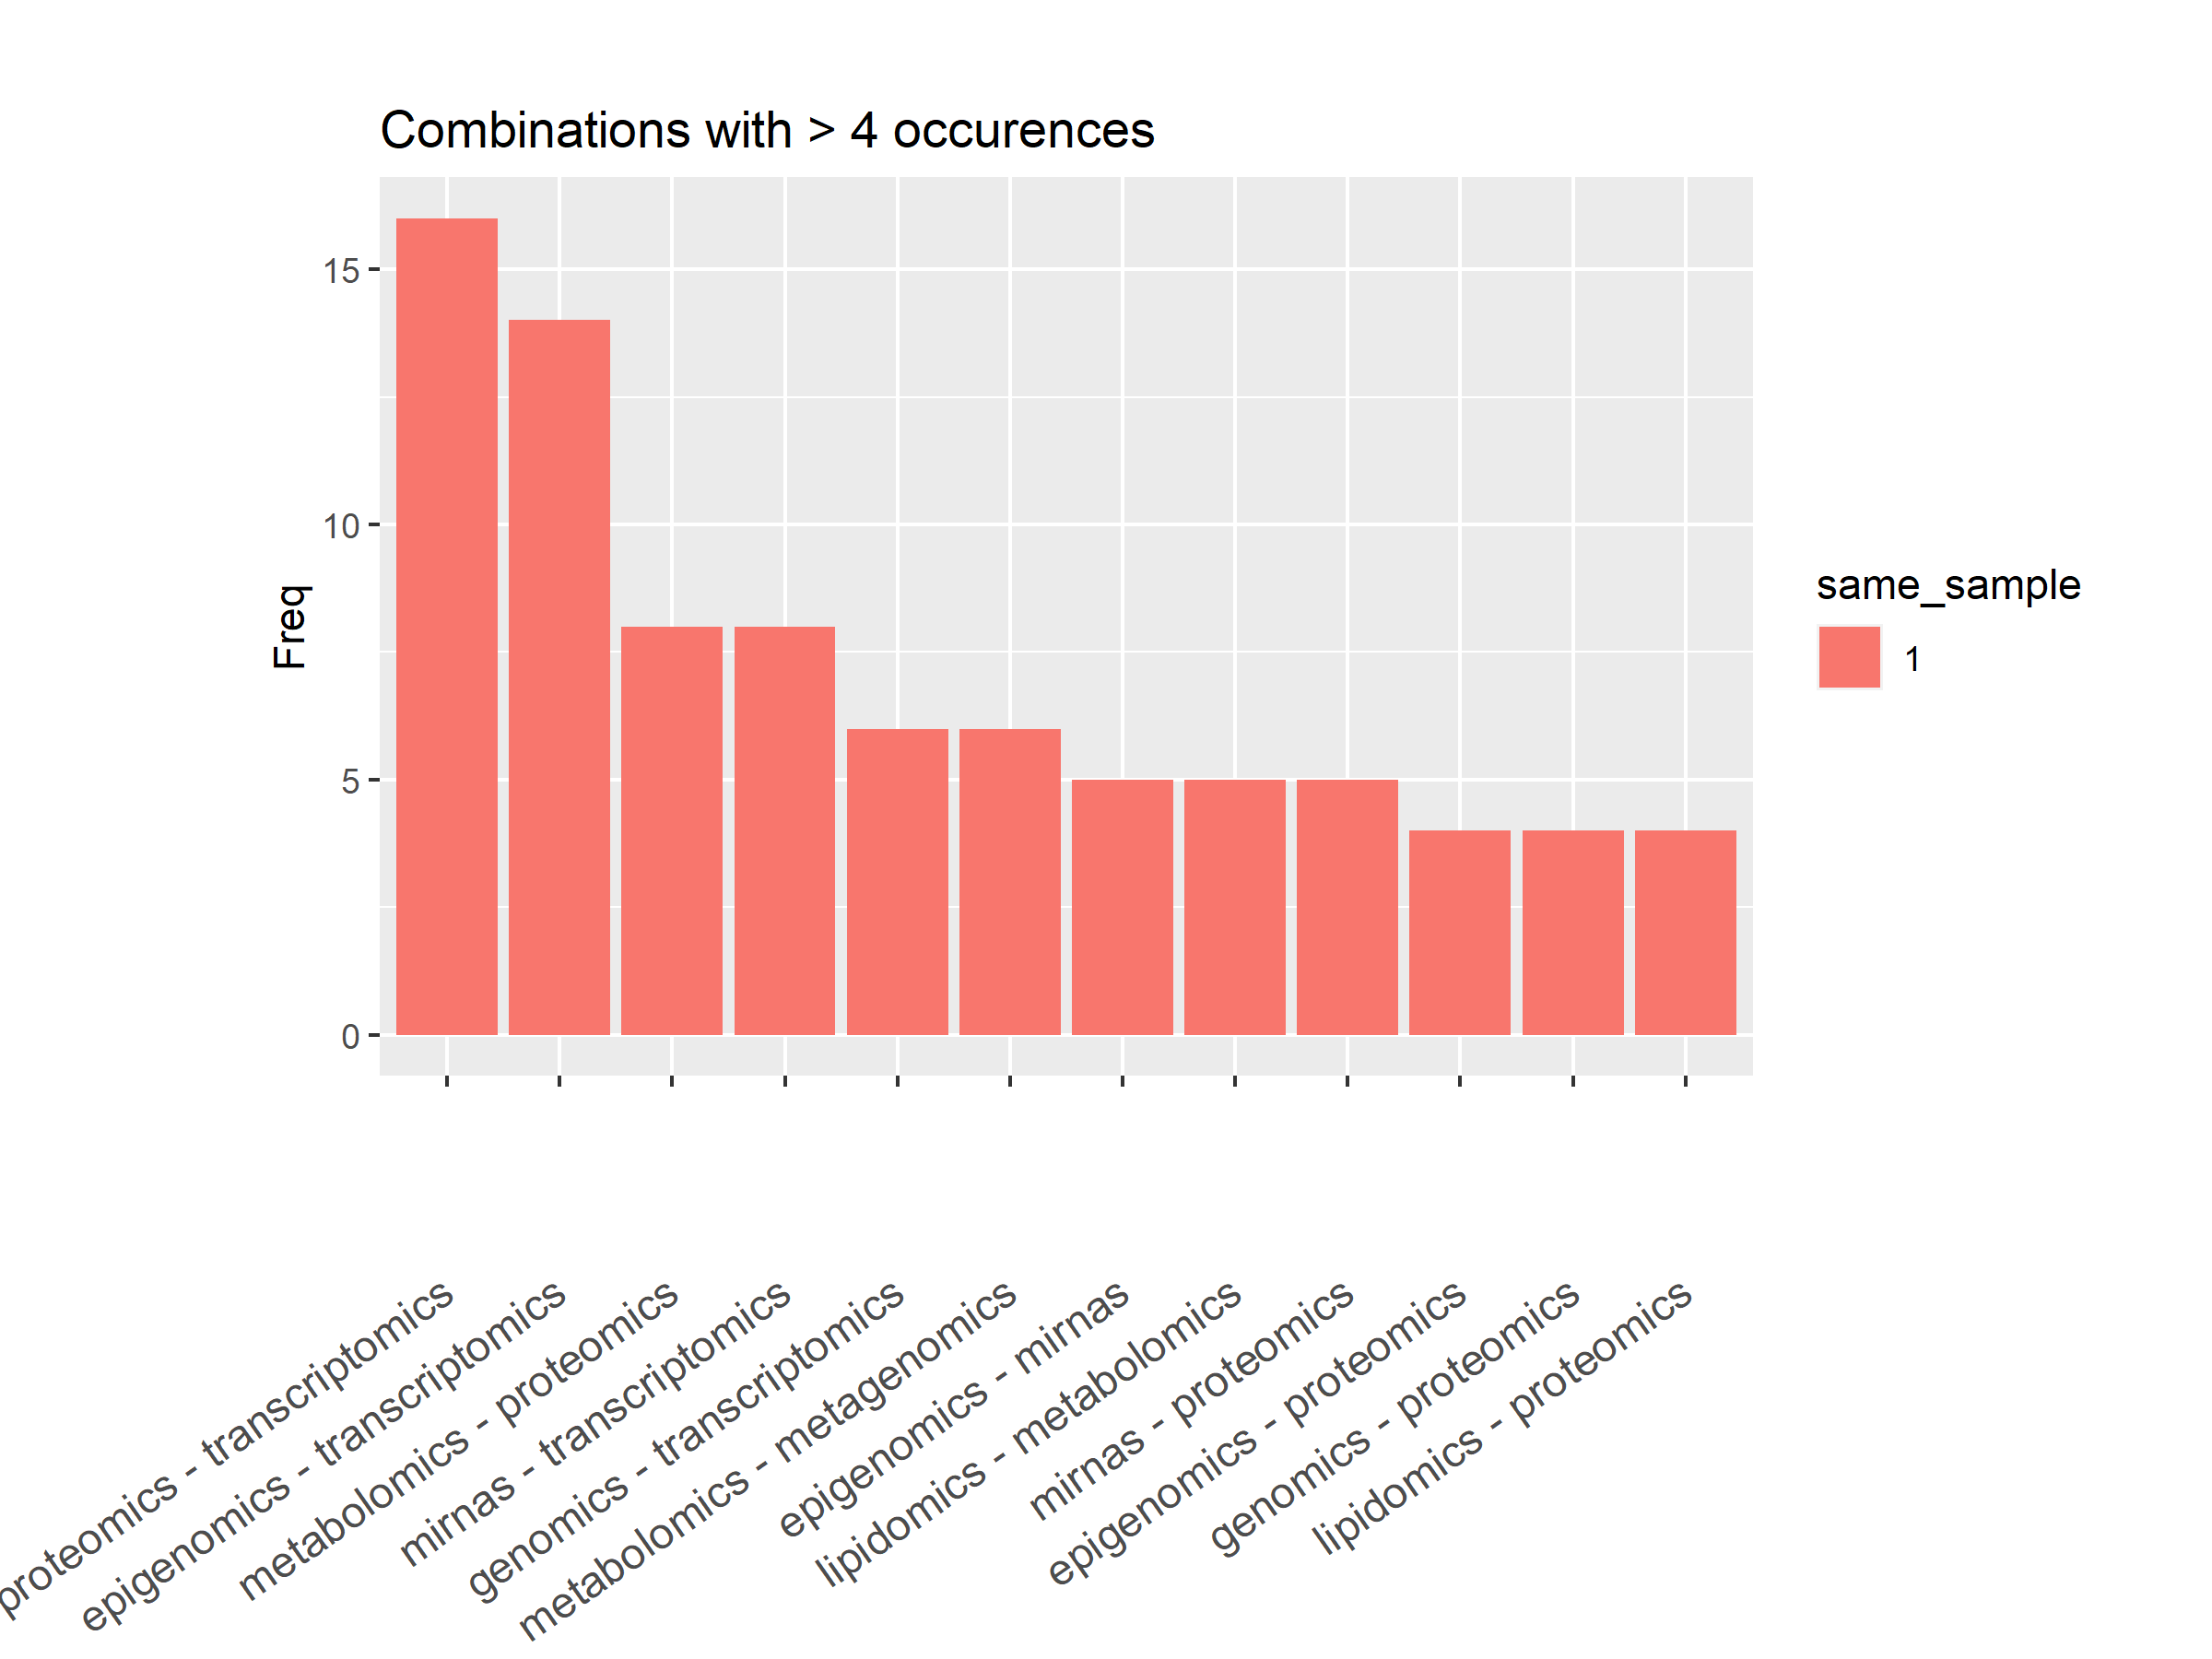 Combinations with > 4 occurences
Freq
15
10
5
0
same_sample
1
proteomics - transcriptomics
epigenomics - transcriptomics
metabolomics - proteomics
mirnas - transcriptomics
genomics - transcriptomics
metabolomics - metagenomics
epigenomics - mirnas
lipidomics - metabolomics
mirnas - proteomics
epigenomics - proteomics
genomics - proteomics
lipidomics - proteomics